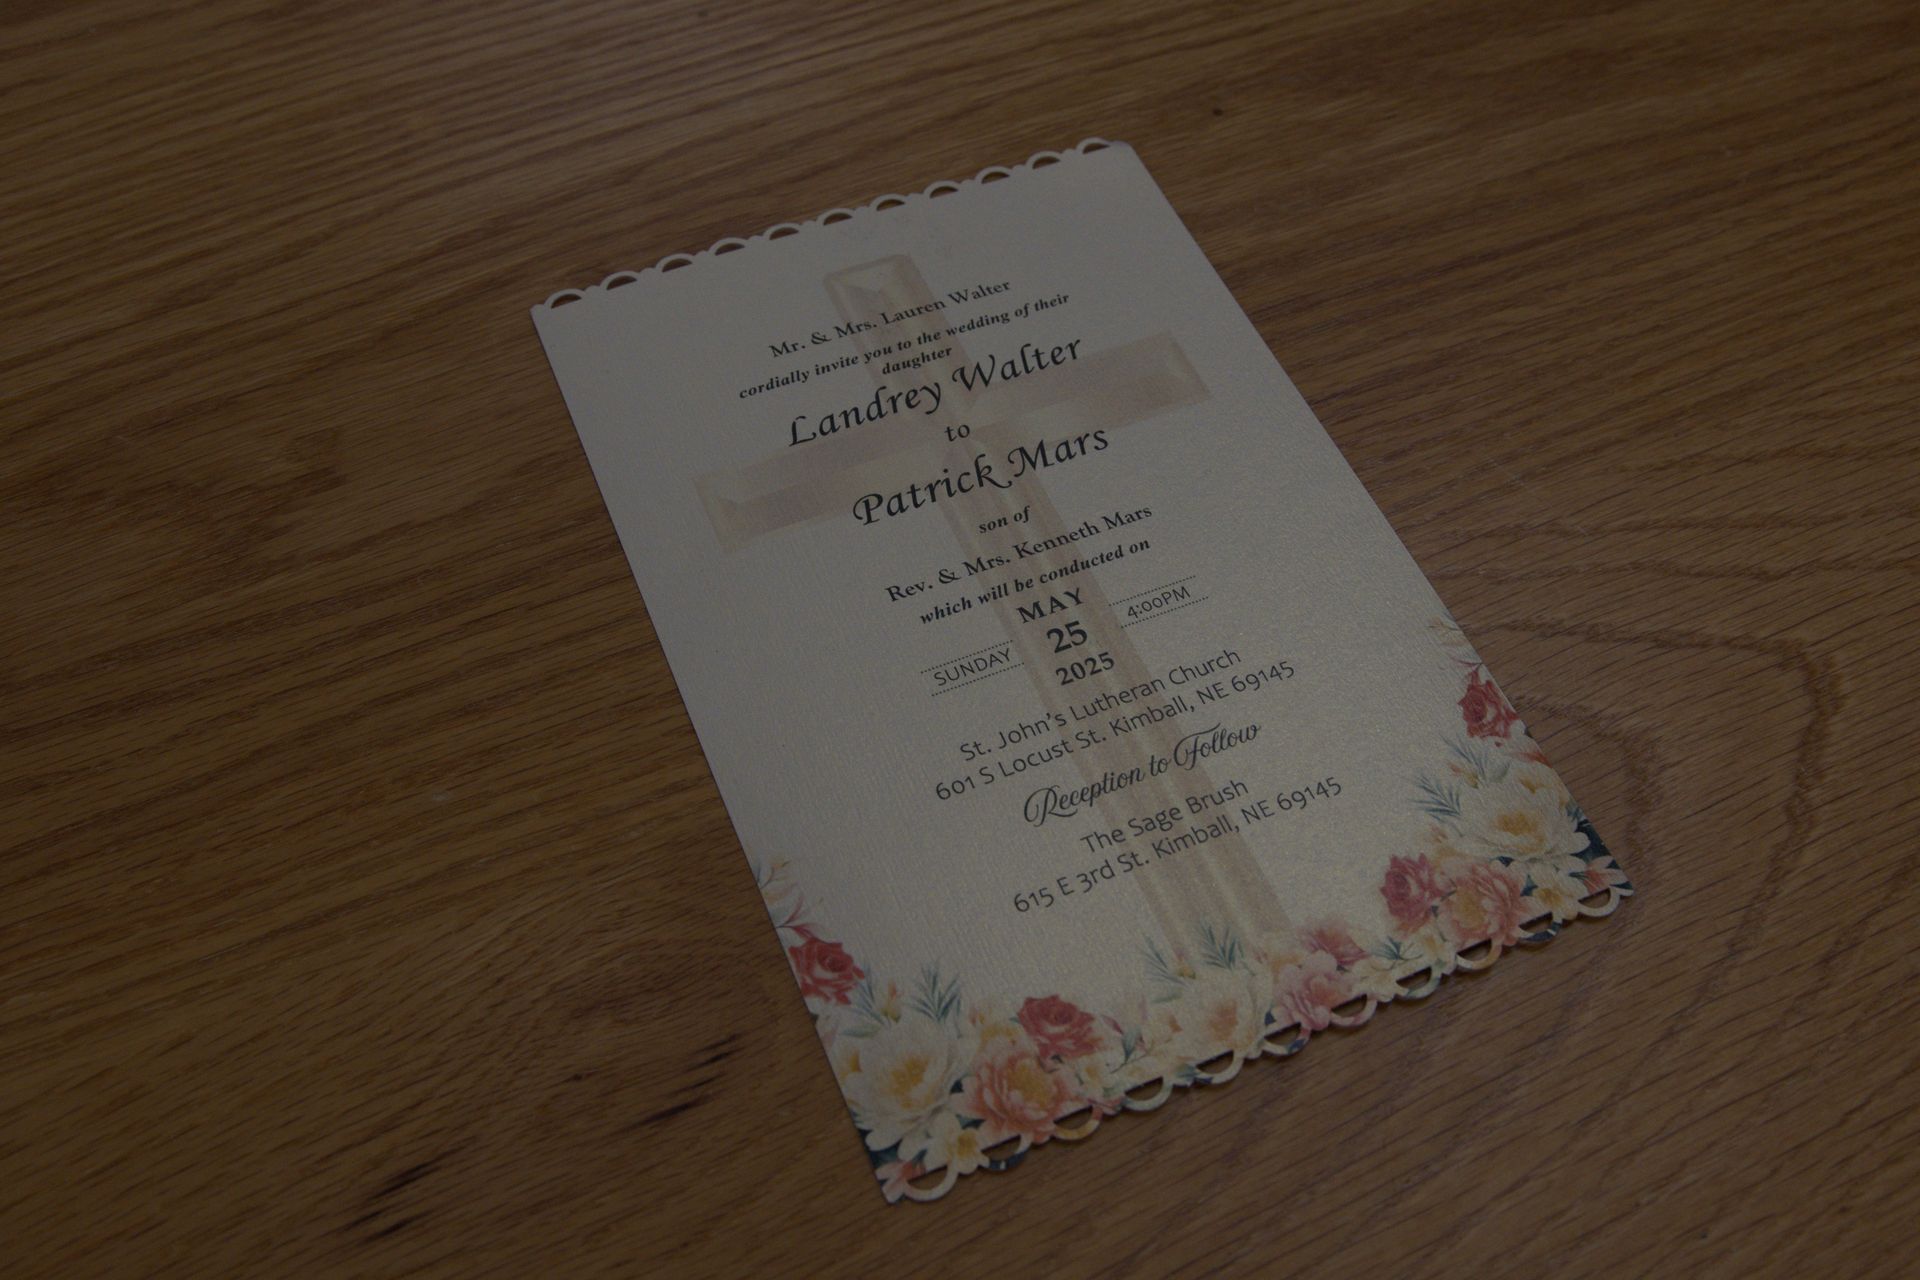 Mr. & Mrs. Lauren Walter
cordially invite you to the wedding of their
daughter
Landrey Walter
to
Patrick Mars
son of
Rev. & Mrs. Kenneth Mars
which will be conducted on
MAY
SUNDAY 25 4:00PM
2025
St. John's Lutheran Church
601 S Locust St. Kimball, NE 69145
Reception to Follow
The Sage Brush
615 E 3rd St. Kimball, NE 69145